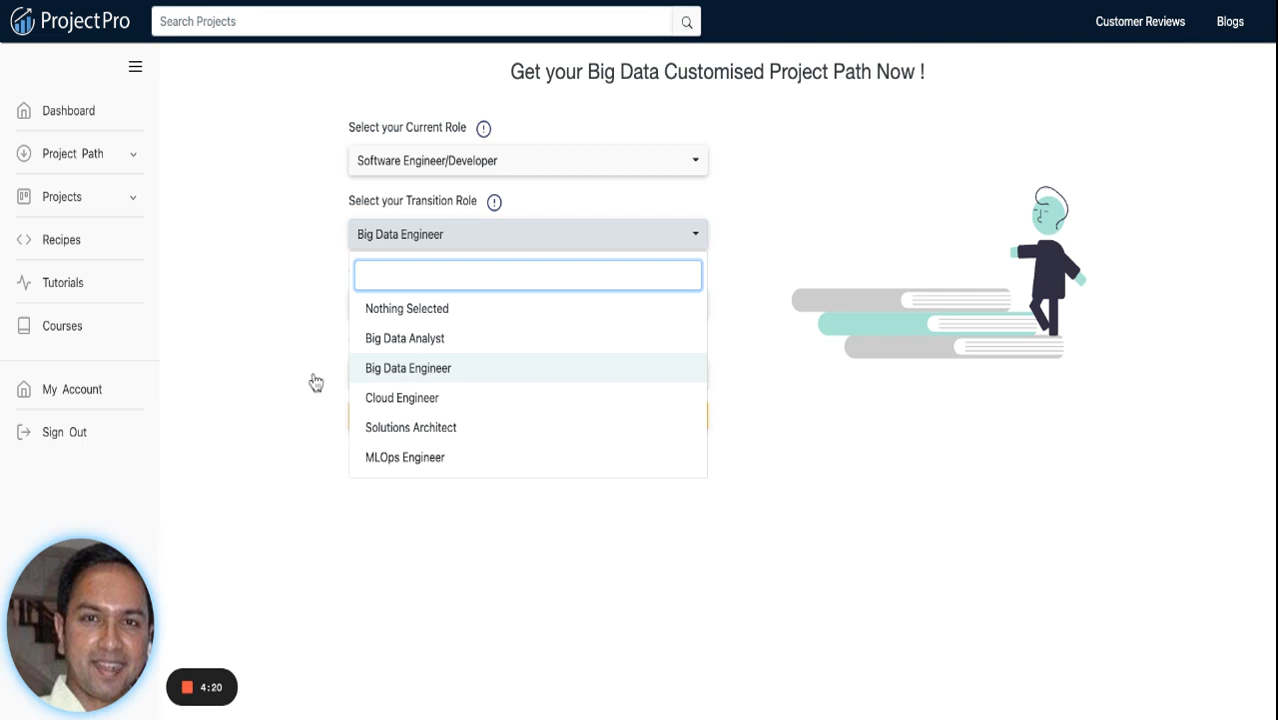 ProjectPro
Search Projects
Customer Reviews
Blogs
Dashboard
Project Path
Projects
Recipes
Tutorials
Courses
My Account
Sign Out
Get your Big Data Customised Project Path Now !
Select your Current Role !
Software Engineer/Developer
Select your Transition Role !
Big Data Engineer
Nothing Selected
Big Data Analyst
Big Data Engineer
Cloud Engineer
Solutions Architect
MLOps Engineer
4:20